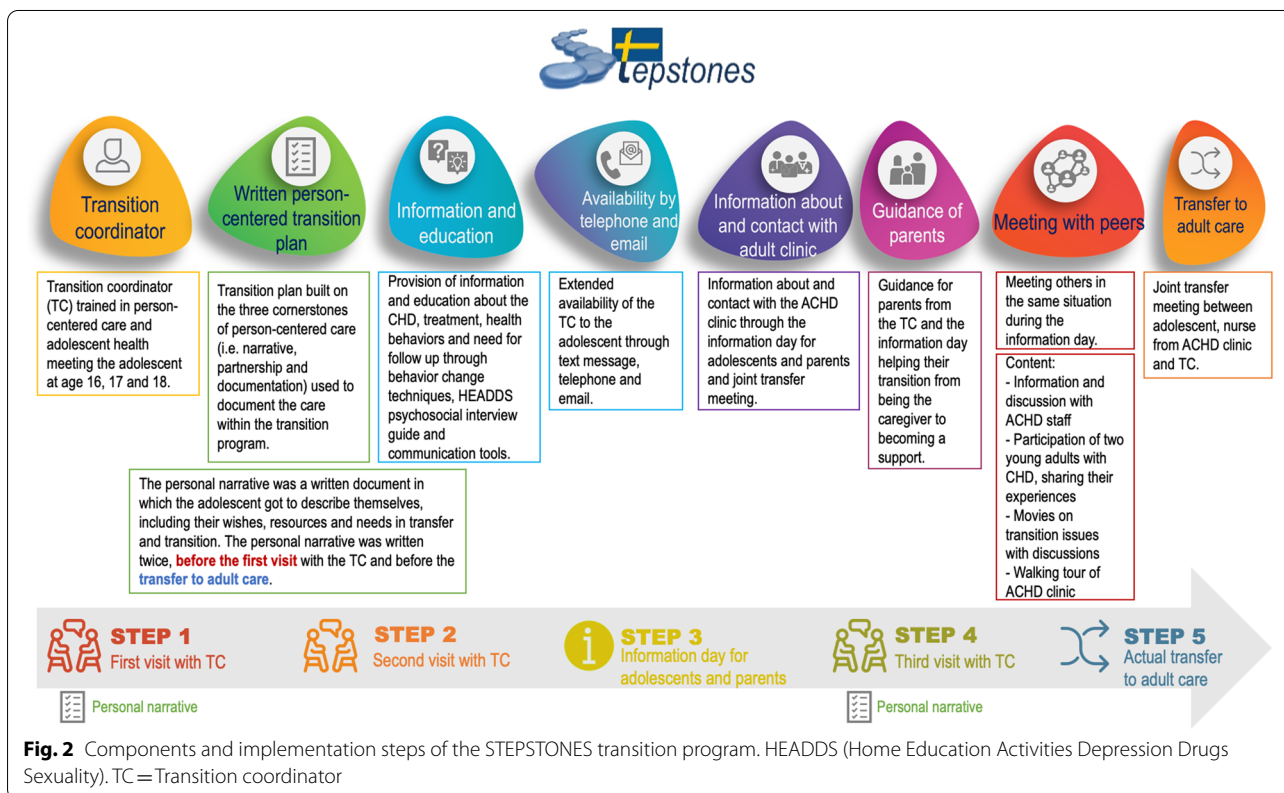 Stepstones
Transition
coordinator
Written person-
centered transition
plan
Information and
education
Availability by
telephone and
email
Information about
and contact with
adult clinic
Guidance of
parents
Meeting with peers
Transfer to
adult care
Transition coordinator
(TC) trained in person-
centered care and
adolescent health
meeting the adolescent
at age 16, 17 and 18.
Transition plan built on
the three cornerstones
of person-centered care
(i.e. narrative,
partnership and
documentation) used to
document the care
within the transition
program.
Provision of information
and education about the
CHD, treatment, health
behaviors and need for
follow up through
behavior change
techniques, HEADDS
psychosocial interview
guide and
communication tools.
Extended
availability of the
TC to the
adolescent through
text message,
telephone and
email.
Information about and
contact with the ACHD
clinic through the
information day for
adolescents and parents
and joint transfer
meeting.
Guidance for
parents from
the TC and the
information day
helping their
transition from
being the
caregiver to
becoming a
support.
Meeting others in
the same situation
during the
information day.
Content:
- Information and
discussion with
ACHD staff
- Participation of two
young adults with
CHD, sharing their
experiences
- Movies on
transition issues
with discussions
- Walking tour of
ACHD clinic
Joint transfer
meeting between
adolescent, nurse
from ACHD clinic
and TC.
The personal narrative was a written document in
which the adolescent got to describe themselves,
including their wishes, resources and needs in transfer
and transition. The personal narrative was written
twice, before the first visit with the TC and before the
transfer to adult care.
STEP 1
First visit with TC
Personal narrative
STEP 2
Second visit with TC
STEP 3
Information day for
adolescents and parents
STEP 4
Third visit with TC
Personal narrative
STEP 5
Actual transfer
to adult care
Fig. 2 Components and implementation steps of the STEPSTONES transition program. HEADDS (Home Education Activities Depression Drugs
Sexuality). TC = Transition coordinator